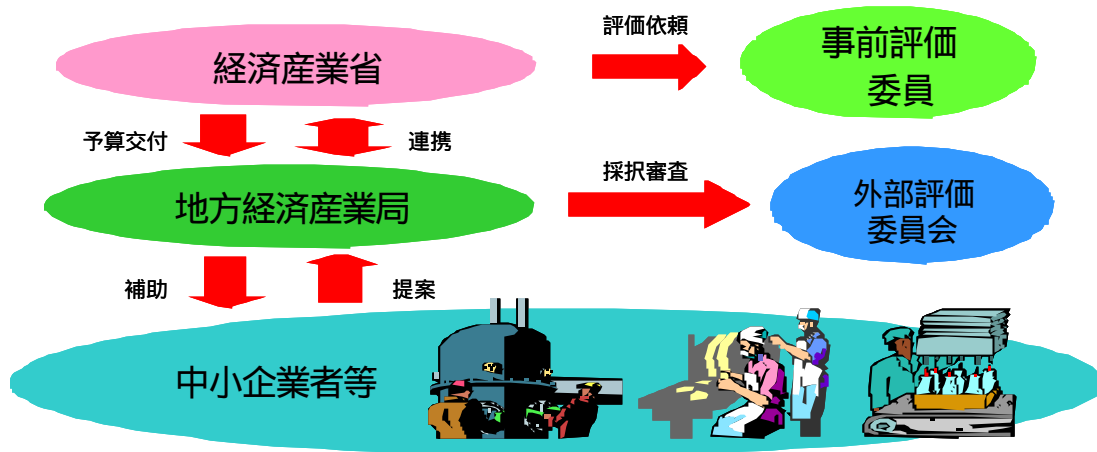 評価依頼
経済産業省
事前評価
委員
予算交付
連携
採択審査
地方経済産業局
外部評価
委員会
補助
提案
中小企業者等